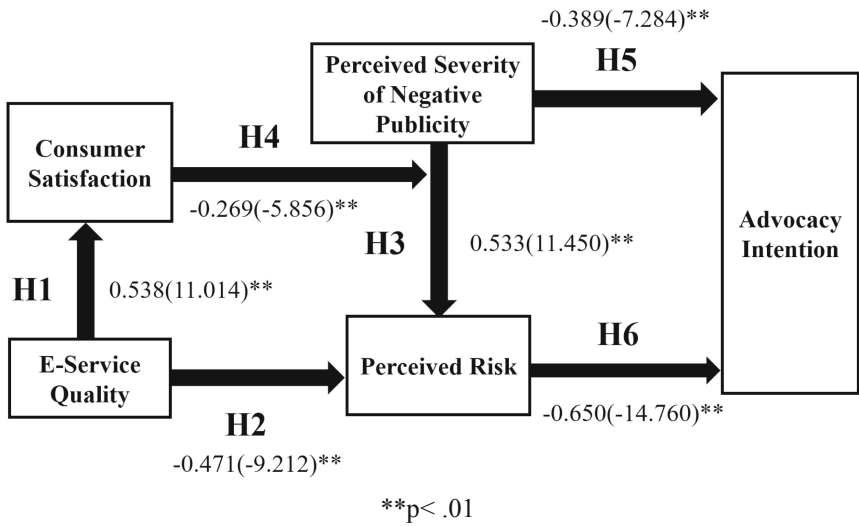 -0.389(-7.284)**
H5
Perceived Severity
of Negative
Publicity
H4
Consumer
Satisfaction
-0.269(-5.856)**
Advocacy
Intention
H3
0.533(11.450)**
H1
0.538(11.014)**
E-Service
Quality
H2
-0.471(-9.212)**
Perceived Risk
H6
-0.650(-14.760)**
**p< .01